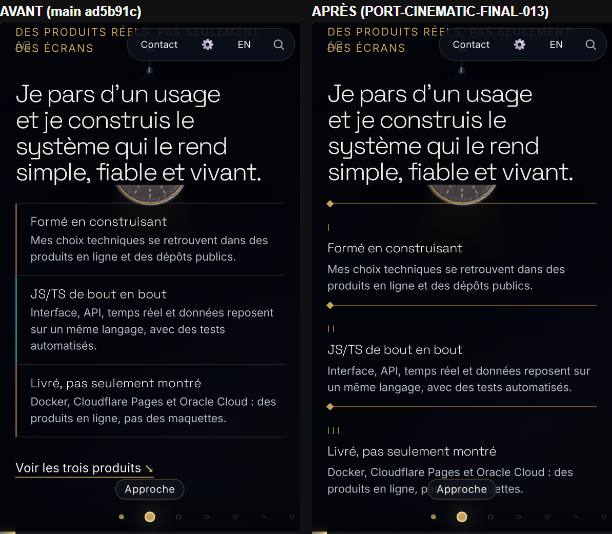 AVANT (main ad5b91c)
DES PRODUITS RÉELS, PAS SEULEMENT
DES ÉCRANS
Contact
EN
Je pars d'un usage
et je construis le
système qui le rend
simple, fiable et vivant.
Formé en construisant
Mes choix techniques se retrouvent dans des
produits en ligne et des dépôts publics.
JS/TS de bout en bout
Interface, API, temps réel et données reposent
sur un même langage, avec des tests
automatisés.
Livré, pas seulement montré
Docker, Cloudflare Pages et Oracle Cloud : des
produits en ligne, pas des maquettes.
Voir les trois produits ↘
Approche
APRÈS (PORT-CINEMATIC-FINAL-013)
DES PRODUITS RÉELS, PAS SEULEMENT
DES ÉCRANS
Contact
EN
Je pars d'un usage
et je construis le
système qui le rend
simple, fiable et vivant.
I
Formé en construisant
Mes choix techniques se retrouvent dans des
produits en ligne et des dépôts publics.
II
JS/TS de bout en bout
Interface, API, temps réel et données reposent sur
un même langage, avec des tests automatisés.
III
Livré, pas seulement montré
Docker, Cloudflare Pages et Oracle Cloud : des
produits en ligne, p
Approche
ettes.